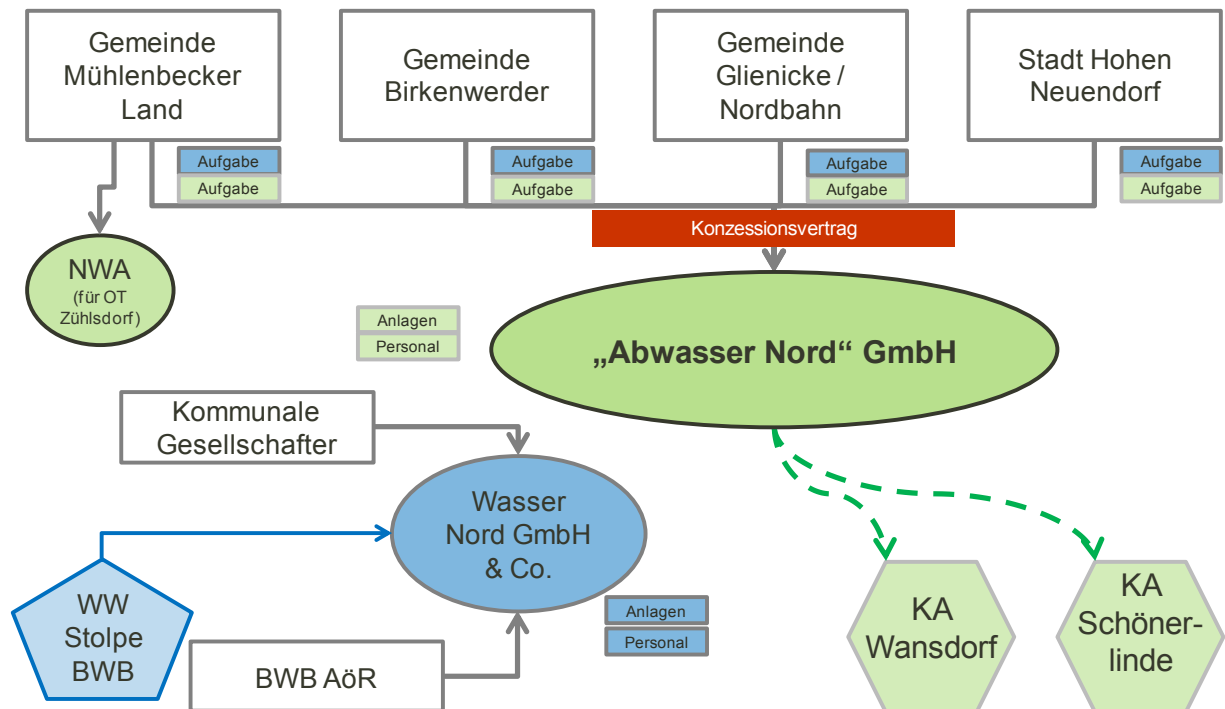 Gemeinde
Mühlenbecker
Land
Gemeinde
Birkenwerder
Gemeinde
Glienicke /
Nordbahn
Stadt Hohen
Neuendorf
Aufgabe
Aufgabe
Aufgabe
Aufgabe
Aufgabe
Aufgabe
Aufgabe
Aufgabe
Konzessionsvertrag
NWA
(für OT
Zühlsdorf)
Anlagen
Personal
„Abwasser Nord“ GmbH
Kommunale
Gesellschafter
Wasser
Nord GmbH
& Co.
WW
Stolpe
BWB
Anlagen
Personal
BWB AöR
KA
Wansdorf
KA
Schöner-
linde